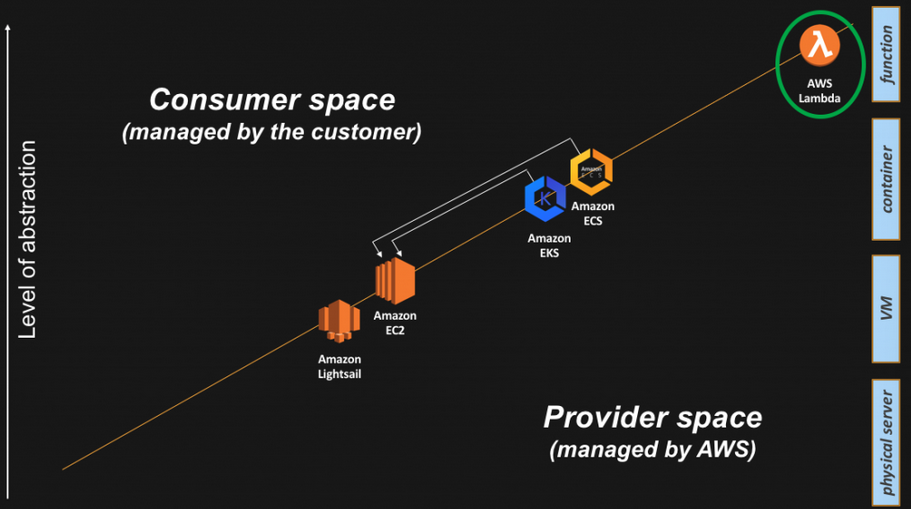 Consumer space
(managed by the customer)
Level of abstraction
AWS
Lambda
function
Amazon
E C S
Amazon
ECS
K
Amazon
EKS
container
Amazon
EC2
VM
Amazon
Lightsail
Provider space
(managed by AWS)
physical server